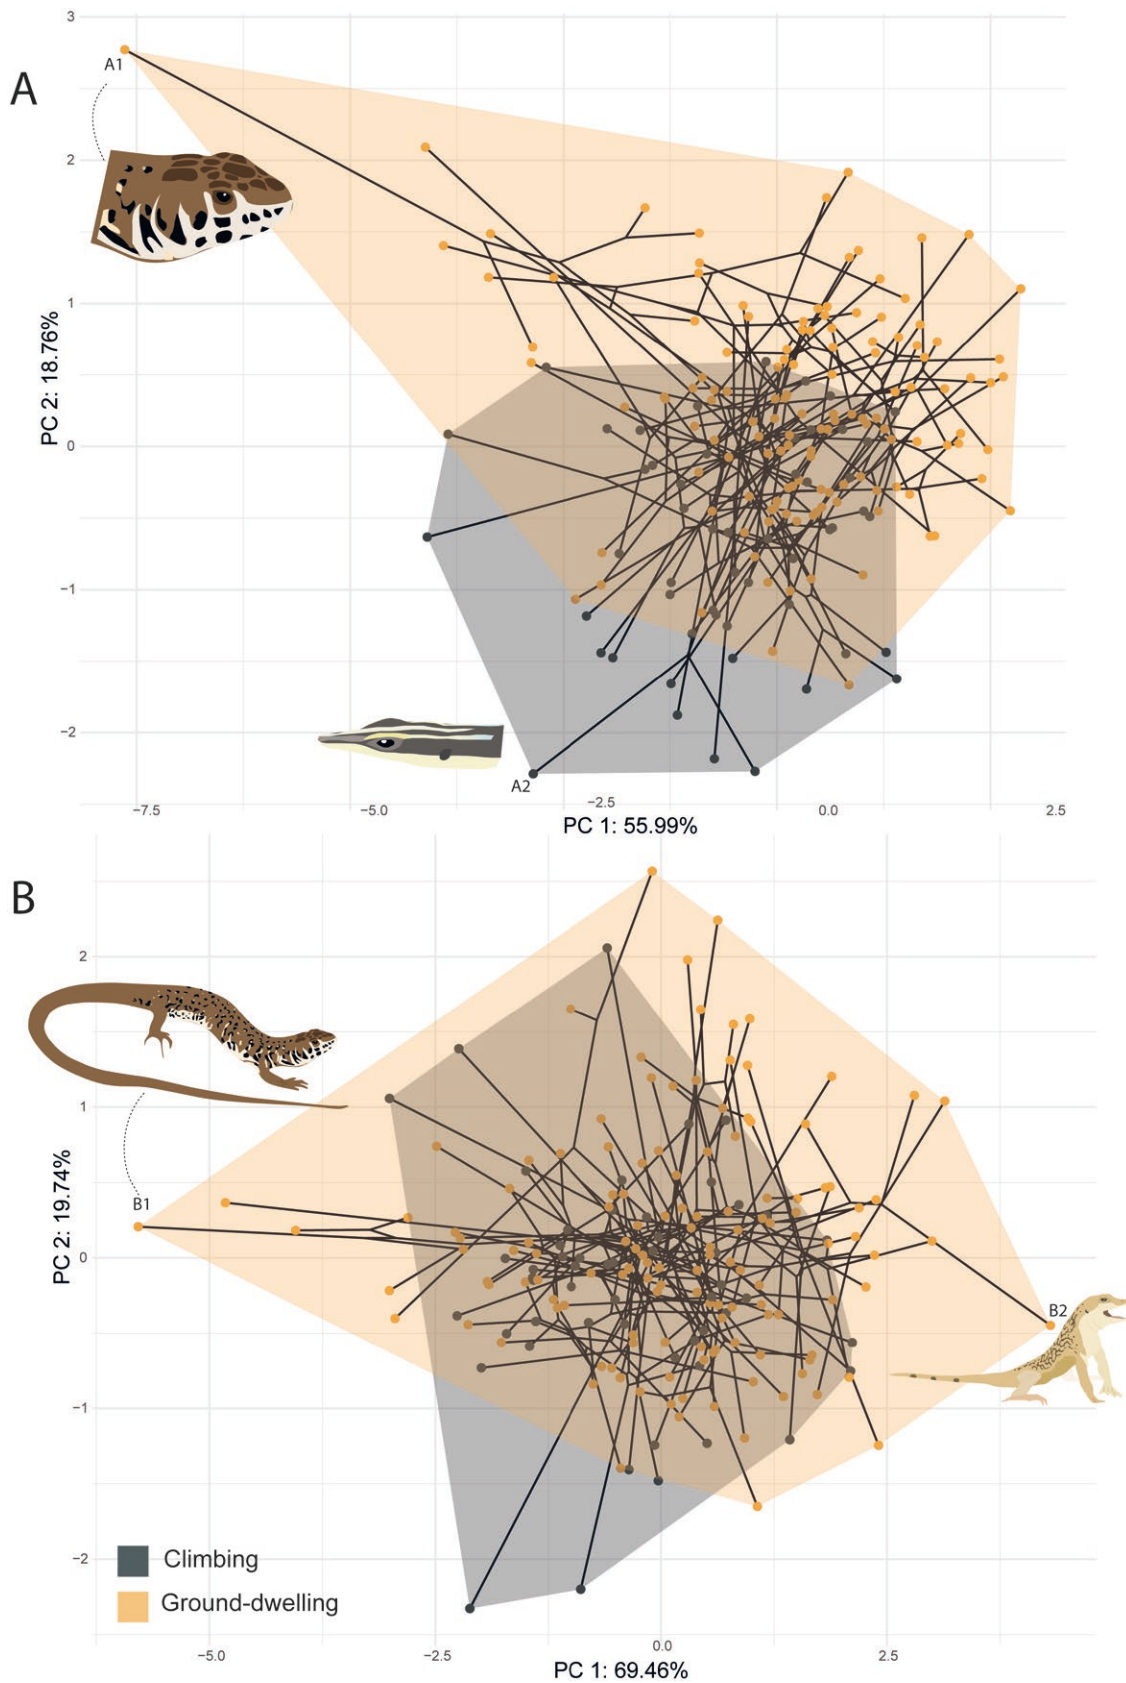 3
A1
A
2
1
PC 2: 18.76%
0
−1
−2
A2
−7.5 −5.0 −2.5 0.0 2.5
PC 1: 55.99%
B
2
1
B1
PC 2: 19.74%
0
B2
−1
−2
Climbing
Ground-dwelling
−5.0 −2.5 0.0 2.5
PC 1: 69.46%